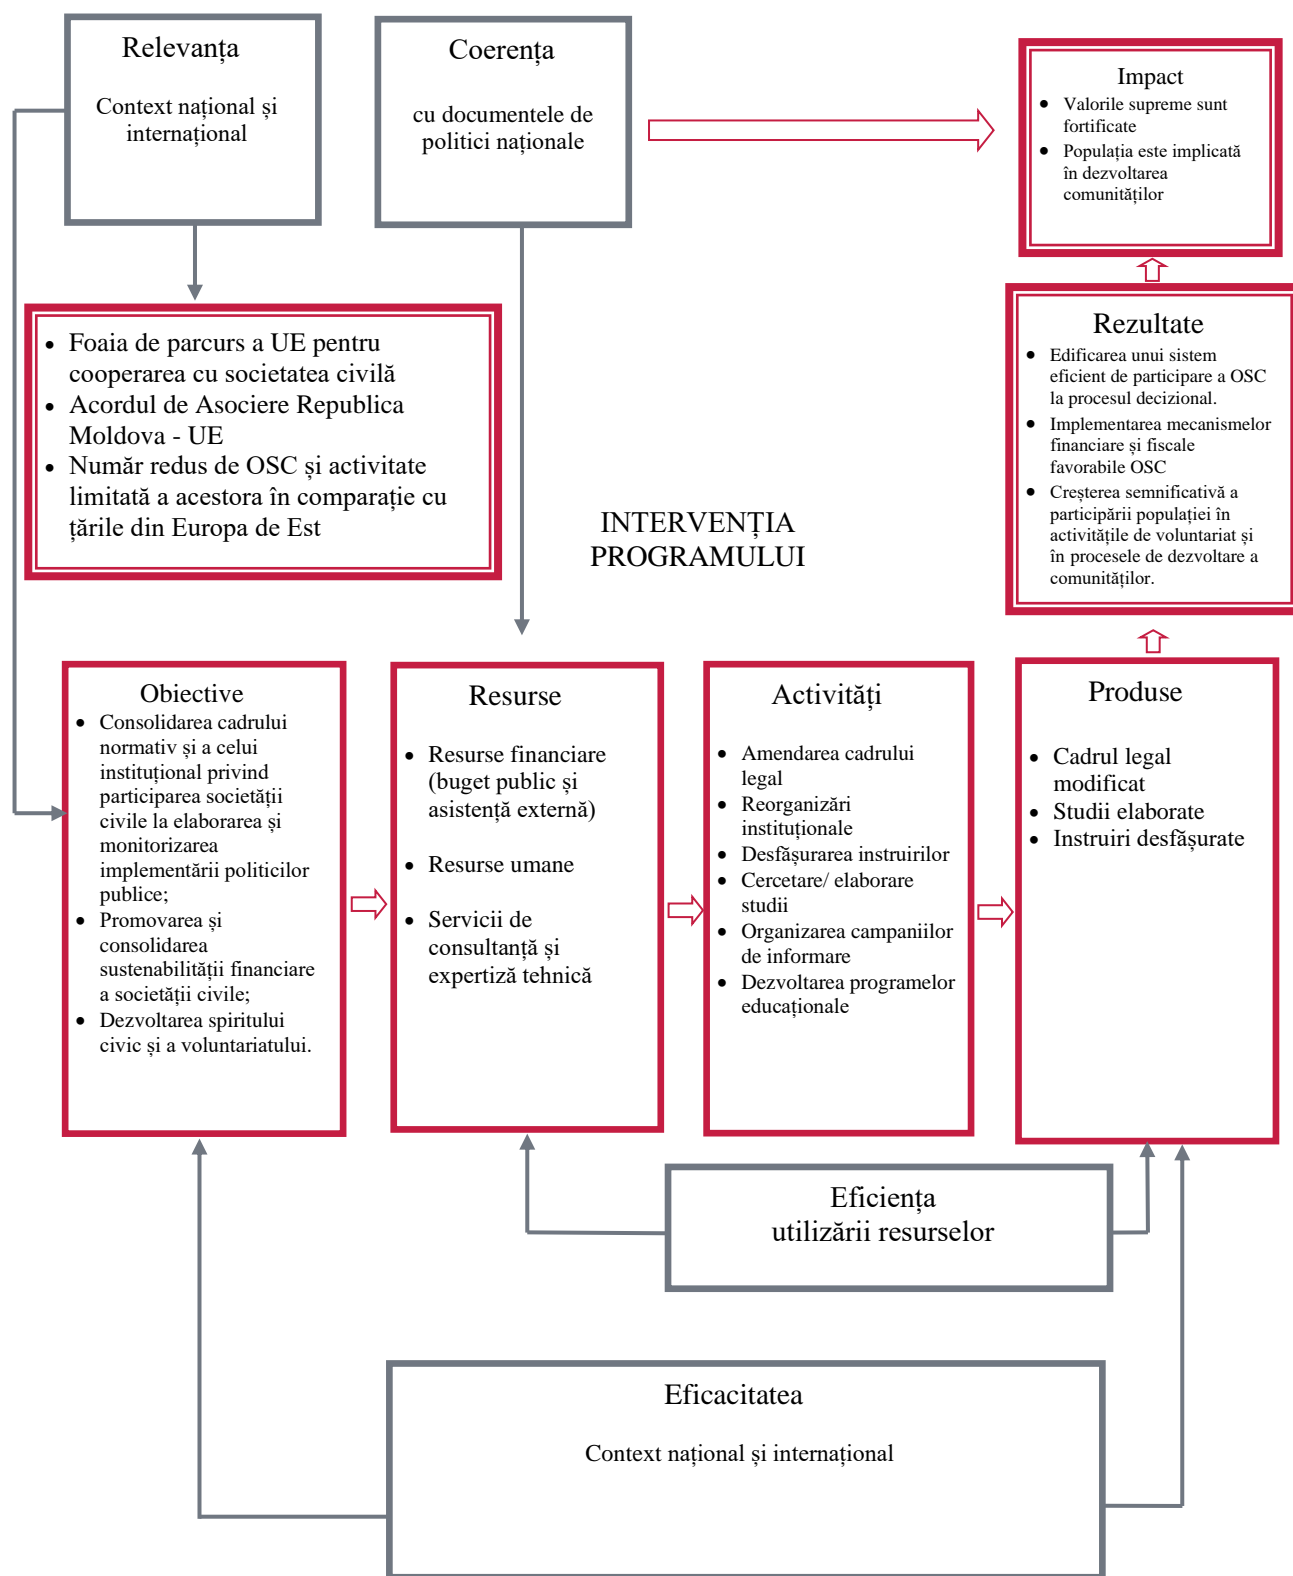 Relevanța
Context național și
internațional
Coerența
cu documentele de
politici naționale
Impact
• Valorile supreme sunt
fortificate
• Populația este implicată
în dezvoltarea
comunităților
• Foaia de parcurs a UE pentru
cooperarea cu societatea civilă
• Acordul de Asociere Republica
Moldova - UE
• Număr redus de OSC și activitate
limitată a acestora în comparație cu
țările din Europa de Est
INTERVENȚIA
PROGRAMULUI
Rezultate
• Edificarea unui sistem
eficient de participare a OSC
la procesul decizional.
• Implementarea mecanismelor
financiare și fiscale
favorabile OSC
• Creșterea semnificativă a
participării populației în
activitățile de voluntariat și
în procesele de dezvoltare a
comunităților.
Obiective
• Consolidarea cadrului
normativ și a celui
instituțional privind
participarea societății
civile la elaborarea și
monitorizarea
implementării politicilor
publice;
• Promovarea și
consolidarea
sustenabilității financiare
a societății civile;
• Dezvoltarea spiritului
civic și a voluntariatului.
Resurse
• Resurse financiare
(buget public și
asistență externă)
• Resurse umane
• Servicii de
consultanță și
expertiză tehnică
Activități
• Amendarea cadrului
legal
• Reorganizări
instituționale
• Desfășurarea instruirilor
• Cercetare/ elaborare
studii
• Organizarea campaniilor
de informare
• Dezvoltarea programelor
educaționale
Produse
• Cadrul legal
modificat
• Studii elaborate
• Instruiri desfășurate
Eficiența
utilizării resurselor
Eficacitatea
Context național și internațional